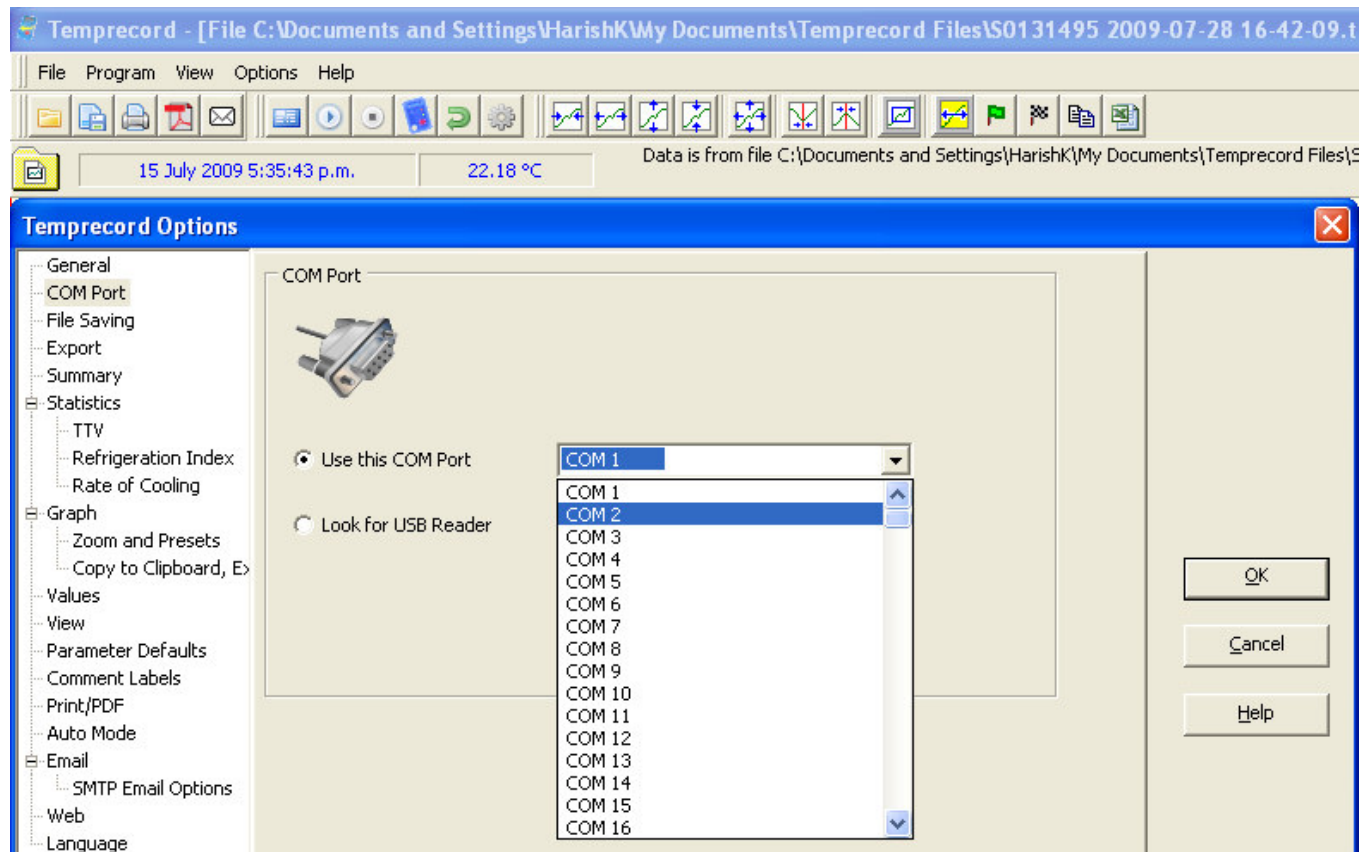 Temprecord - [File C:\Documents and Settings\HarishK\My Documents\Temprecord Files\S0131495 2009-07-28 16-42-09.t
File Program View Options Help
15 July 2009 5:35:43 p.m. 22.18 °C Data is from file C:\Documents and Settings\HarishK\My Documents\Temprecord Files\S
Temprecord Options
General
COM Port
File Saving
Export
Summary
Statistics
TTV
Refrigeration Index
Rate of Cooling
Graph
Zoom and Presets
Copy to Clipboard, Ex
Values
View
Parameter Defaults
Comment Labels
Print/PDF
Auto Mode
Email
SMTP Email Options
Web
Language
COM Port
Use this COM Port COM 1
Look for USB Reader
COM 1
COM 2
COM 3
COM 4
COM 5
COM 6
COM 7
COM 8
COM 9
COM 10
COM 11
COM 12
COM 13
COM 14
COM 15
COM 16
OK
Cancel
Help